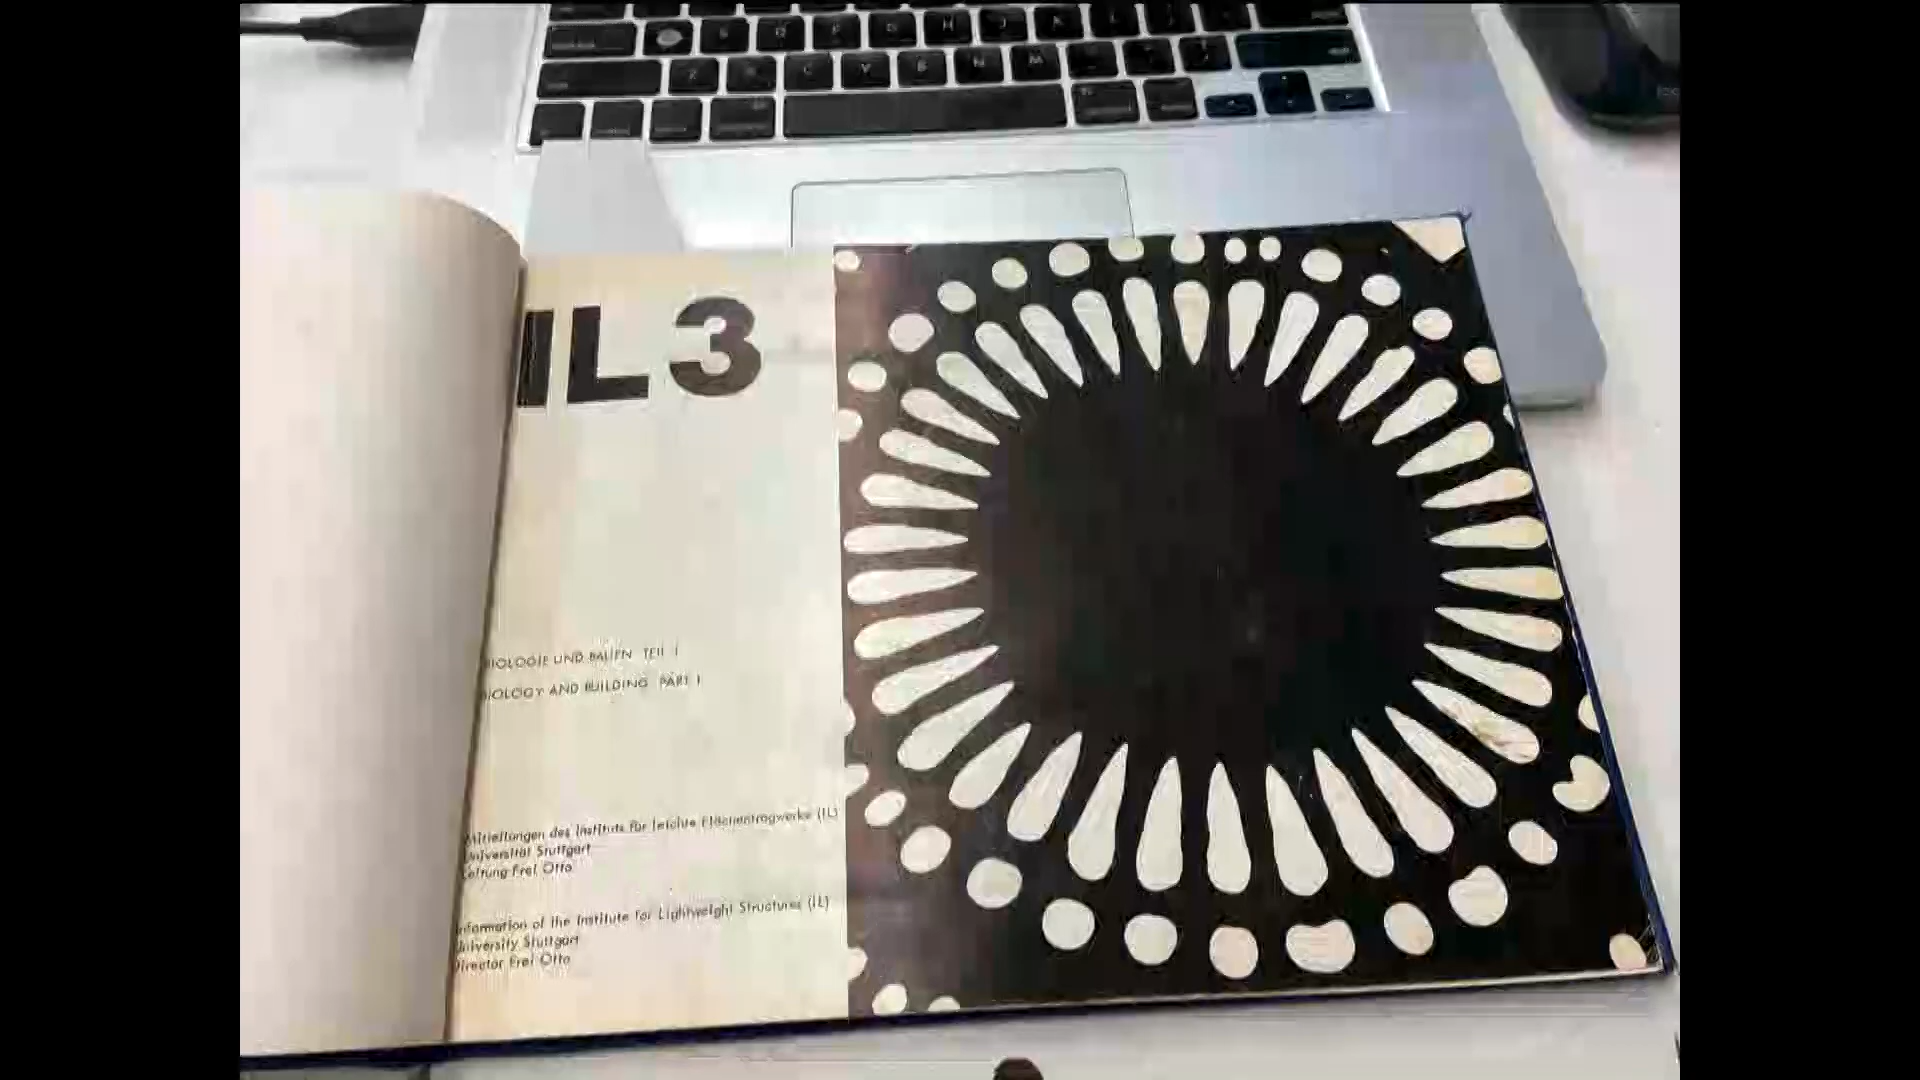 IL 3
BIOLOGIE UND BAUEN TEIL 1
BIOLOGY AND BUILDING PART 1
Mitteilungen des Instituts für leichte Flächentragwerke (IL)
Universität Stuttgart
Leitung Frei Otto
Information of the Institute for Lightweight Structures (IL)
University Stuttgart
Director Frei Otto